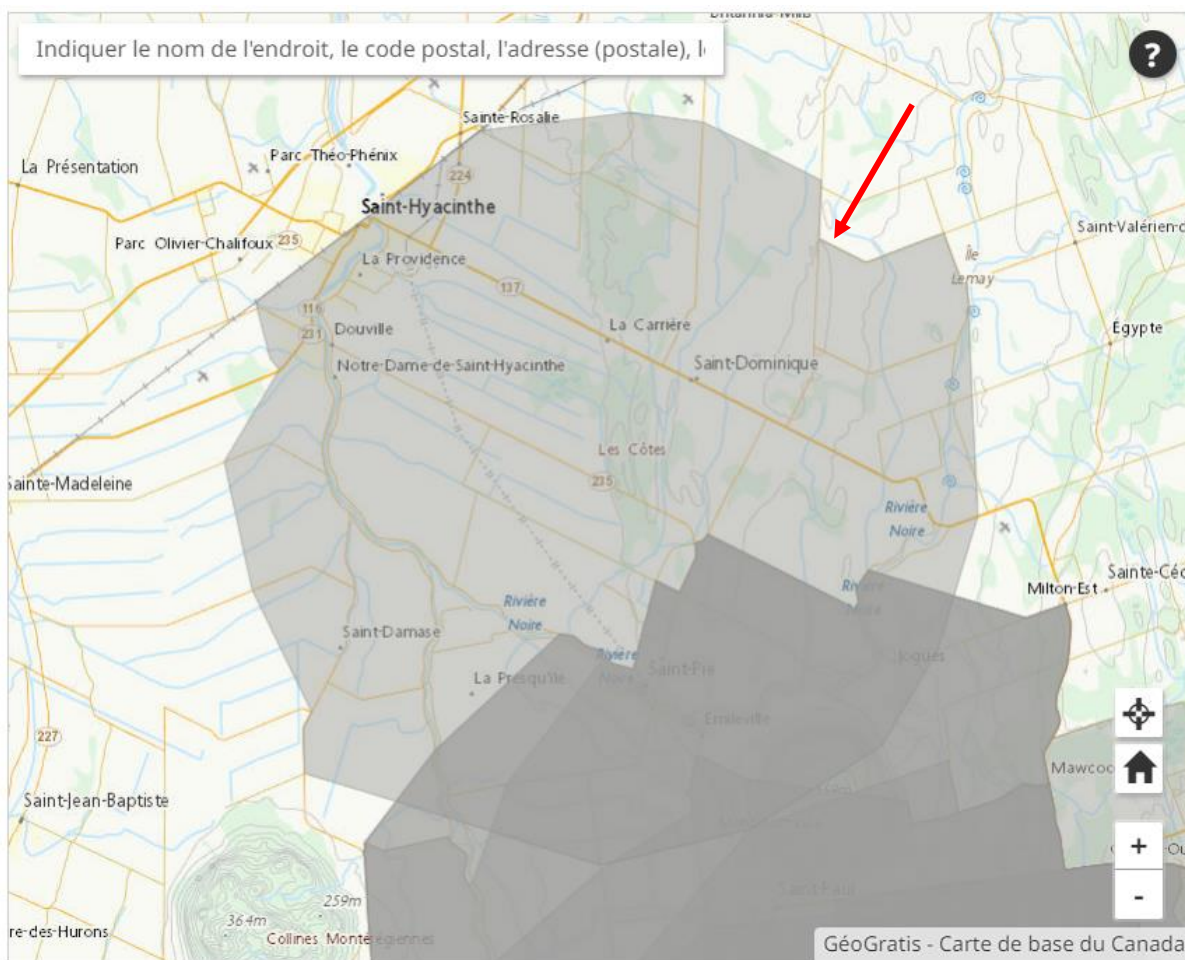 Indiquer le nom de l'endroit, le code postal, l'adresse (postale), l
?
Sainte-Rosalie
Parc Théo-Phénix
La Présentation
224
Saint-Hyacinthe
Saint-Valérien-d
Parc Olivier-Chalifoux
235
La Providence
Île
Lemay
137
116
231
Douville
La Carrière
Égypte
Notre-Dame-de-Saint-Hyacinthe
Saint-Dominique
Les Côtes
Sainte-Madeleine
235
Rivière
Noire
Milton-Est
Sainte-Céc
Rivière
Noire
Rivière
Noire
Saint-Damase
Rivière
Noire
Saint-Pie
Jogues
La Presqu'île
Émileville
227
Mawcoo
Saint-Jean-Baptiste
+
-
Saint-Paul
259m
364m
re-des-Hurons
Collines Montérégiennes
GéoGratis - Carte de base du Canada